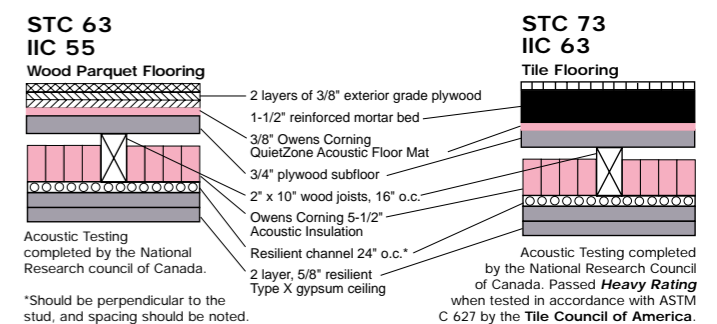 STC 63
IIC 55
Wood Parquet Flooring
STC 73
IIC 63
Tile Flooring
2 layers of 3/8" exterior grade plywood
1-1/2" reinforced mortar bed
3/8" Owens Corning
QuietZone Acoustic Floor Mat
3/4" plywood subfloor
2" x 10" wood joists, 16" o.c.
Owens Corning 5-1/2"
Acoustic Insulation
Resilient channel 24" o.c.*
2 layer, 5/8" resilient
Type X gypsum ceiling
Acoustic Testing
completed by the National
Research council of Canada.
*Should be perpendicular to the
stud, and spacing should be noted.
Acoustic Testing completed
by the National Research Council
of Canada. Passed Heavy Rating
when tested in accordance with ASTM
C 627 by the Tile Council of America.